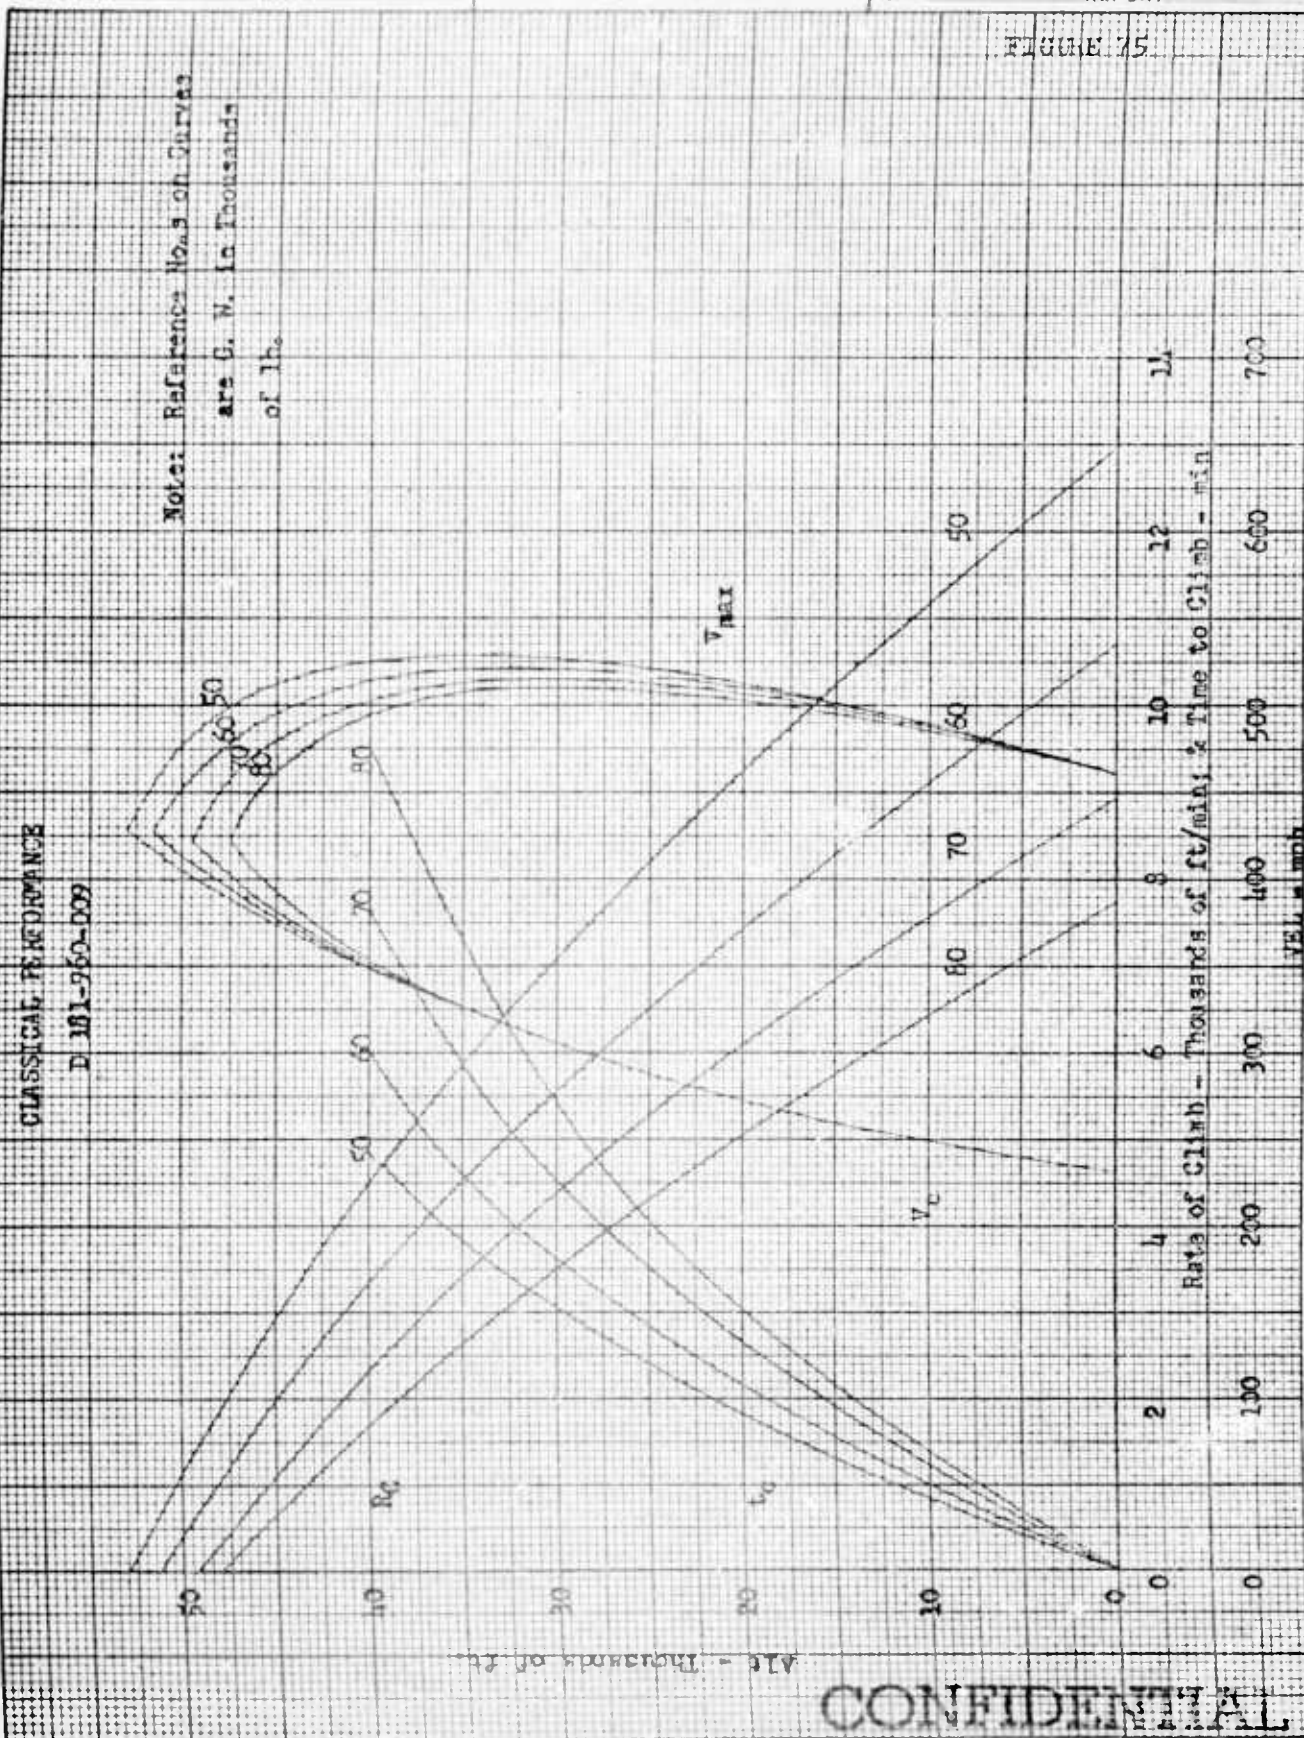 FIGURE 75
CLASSICAL PERFORMANCE
D 181-960-009
Note: Reference No.s on Curves
are G. W. in Thousands
of lb.
50
60
70
80
50
60
70
80
50
60
70
80
V max
Vc
Rc
tc
50
40
30
20
10
0
Alt - Thousands of ft
0 2 4 6 8 10 12 14
Rate of Climb - Thousands of ft/min; & Time to Climb - min
0 100 200 300 400 500 600 700
VEL - mph
CONFIDENTIAL